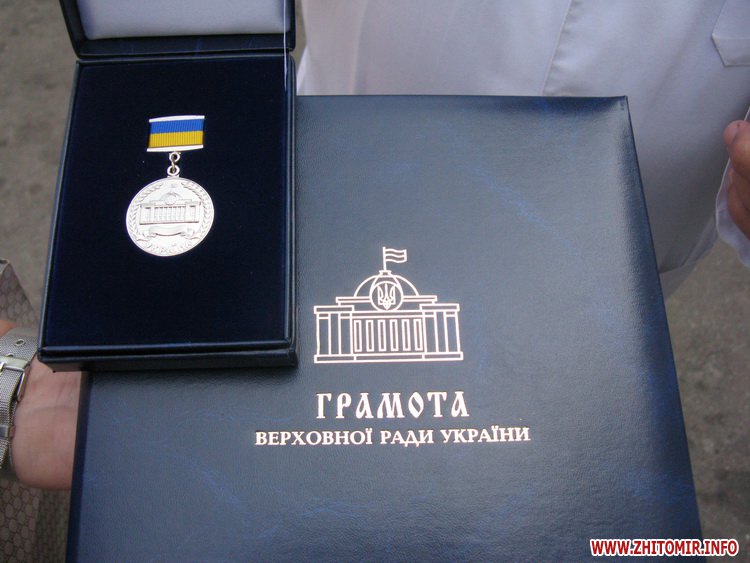 ГРАМОТА
ВЕРХОВНОЇ РАДИ УКРАЇНИ
WWW.ZHITOMIR.INFO